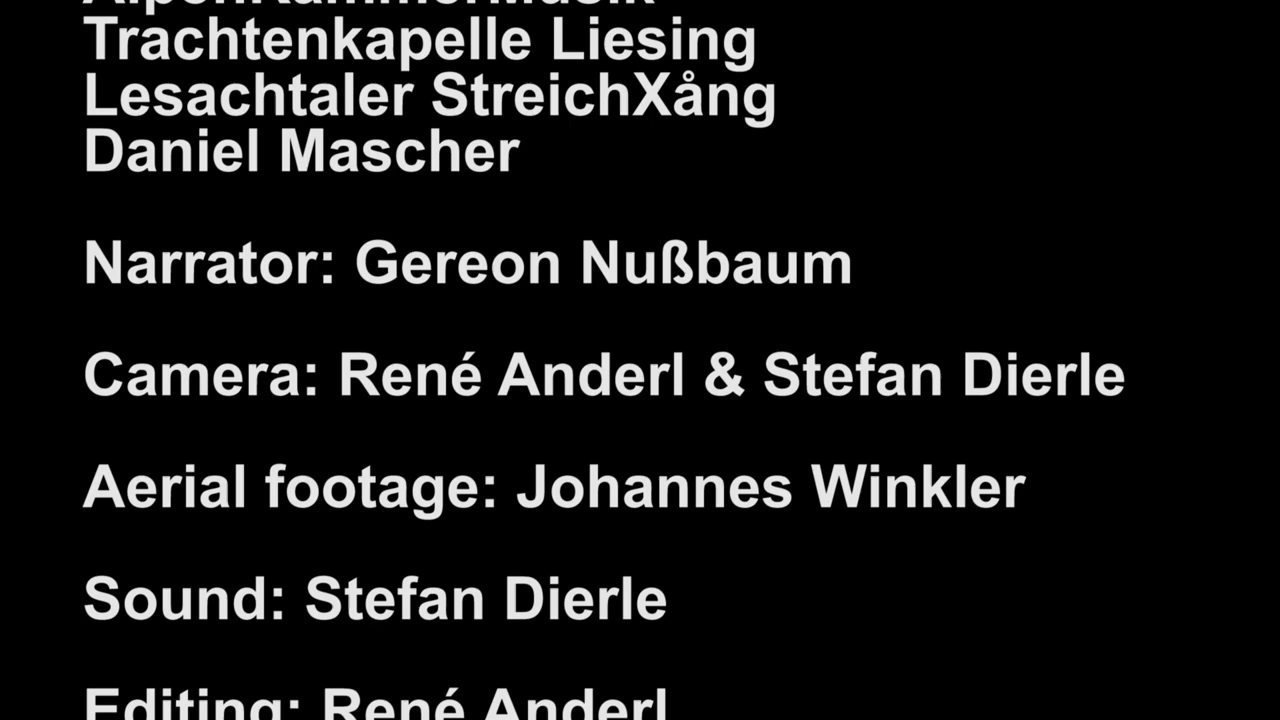 AlpenKammerMusik
Trachtenkapelle Liesing
Lesachtaler StreichXång
Daniel Mascher
Narrator: Gereon Nußbaum
Camera: René Anderl & Stefan Dierle
Aerial footage: Johannes Winkler
Sound: Stefan Dierle
Editing: René Anderl